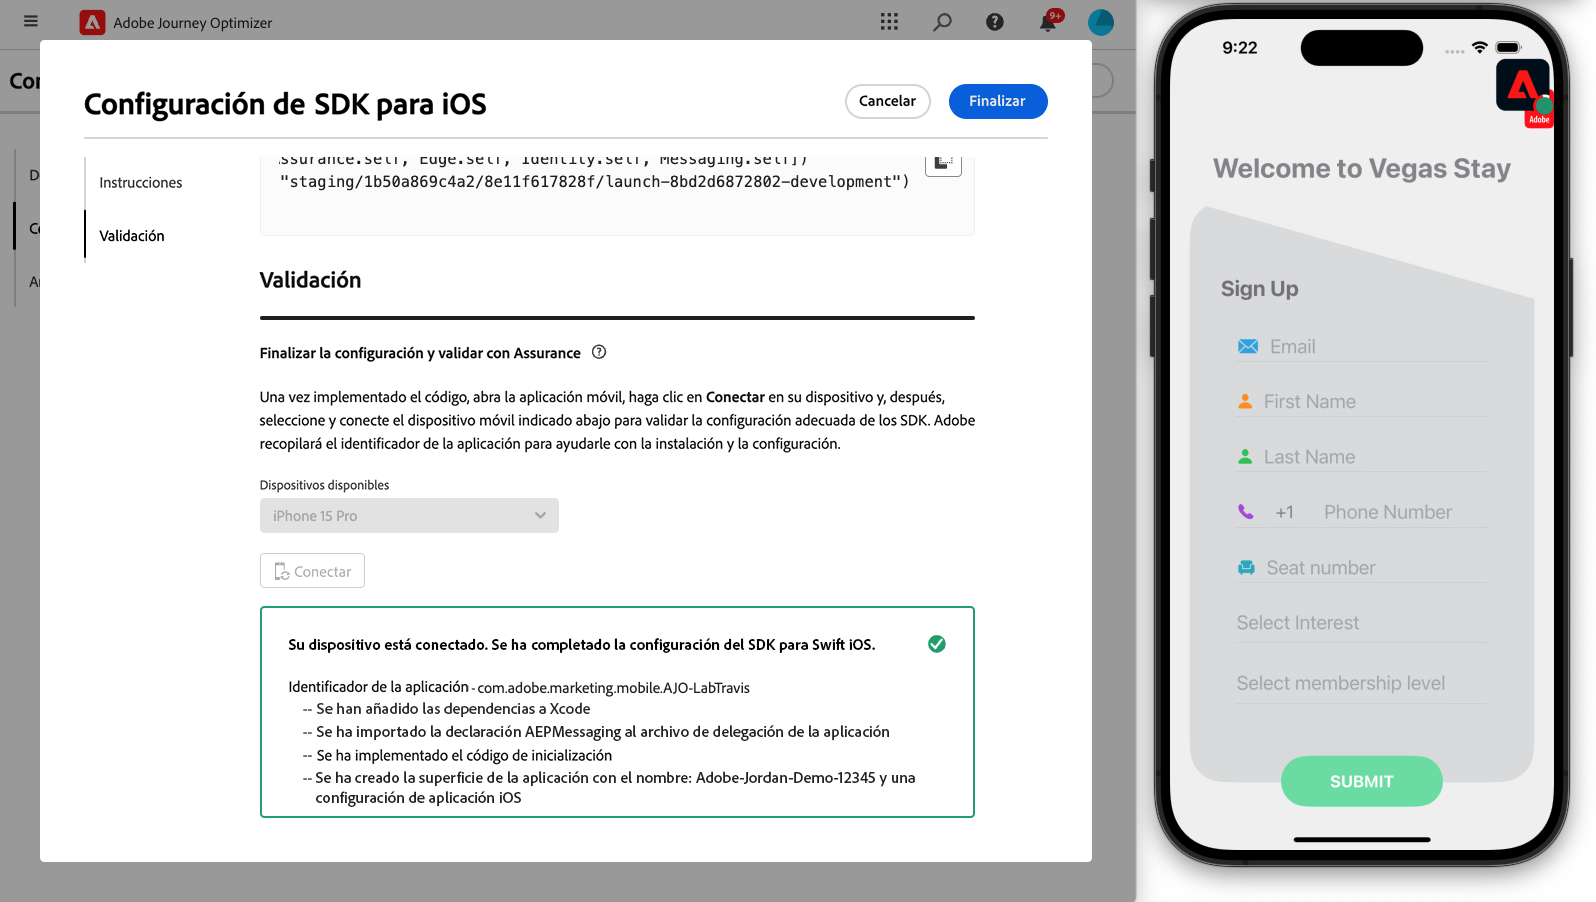 Adobe Journey Optimizer
9+
Con
Configuración de SDK para iOS
Cancelar
Finalizar
Instrucciones
Validación
Assurance.self, Edge.self, Identity.self, Messaging.self])
"staging/1b50a869c4a2/8e11f617828f/launch-8bd2d6872802-development")
Validación
Finalizar la configuración y validar con Assurance
Una vez implementado el código, abra la aplicación móvil, haga clic en Conectar en su dispositivo y, después,
seleccione y conecte el dispositivo móvil indicado abajo para validar la configuración adecuada de los SDK. Adobe
recopilará el identificador de la aplicación para ayudarle con la instalación y la configuración.
Dispositivos disponibles
iPhone 15 Pro
Conectar
Su dispositivo está conectado. Se ha completado la configuración del SDK para Swift iOS.
Identificador de la aplicación - com.adobe.marketing.mobile.AJO-LabTravis
-- Se han añadido las dependencias a Xcode
-- Se ha importado la declaración AEPMessaging al archivo de delegación de la aplicación
-- Se ha implementado el código de inicialización
-- Se ha creado la superficie de la aplicación con el nombre: Adobe-Jordan-Demo-12345 y una
configuración de aplicación iOS
9:22
Adobe
Welcome to Vegas Stay
Sign Up
Email
First Name
Last Name
+1 Phone Number
Seat number
Select Interest
Select membership level
SUBMIT